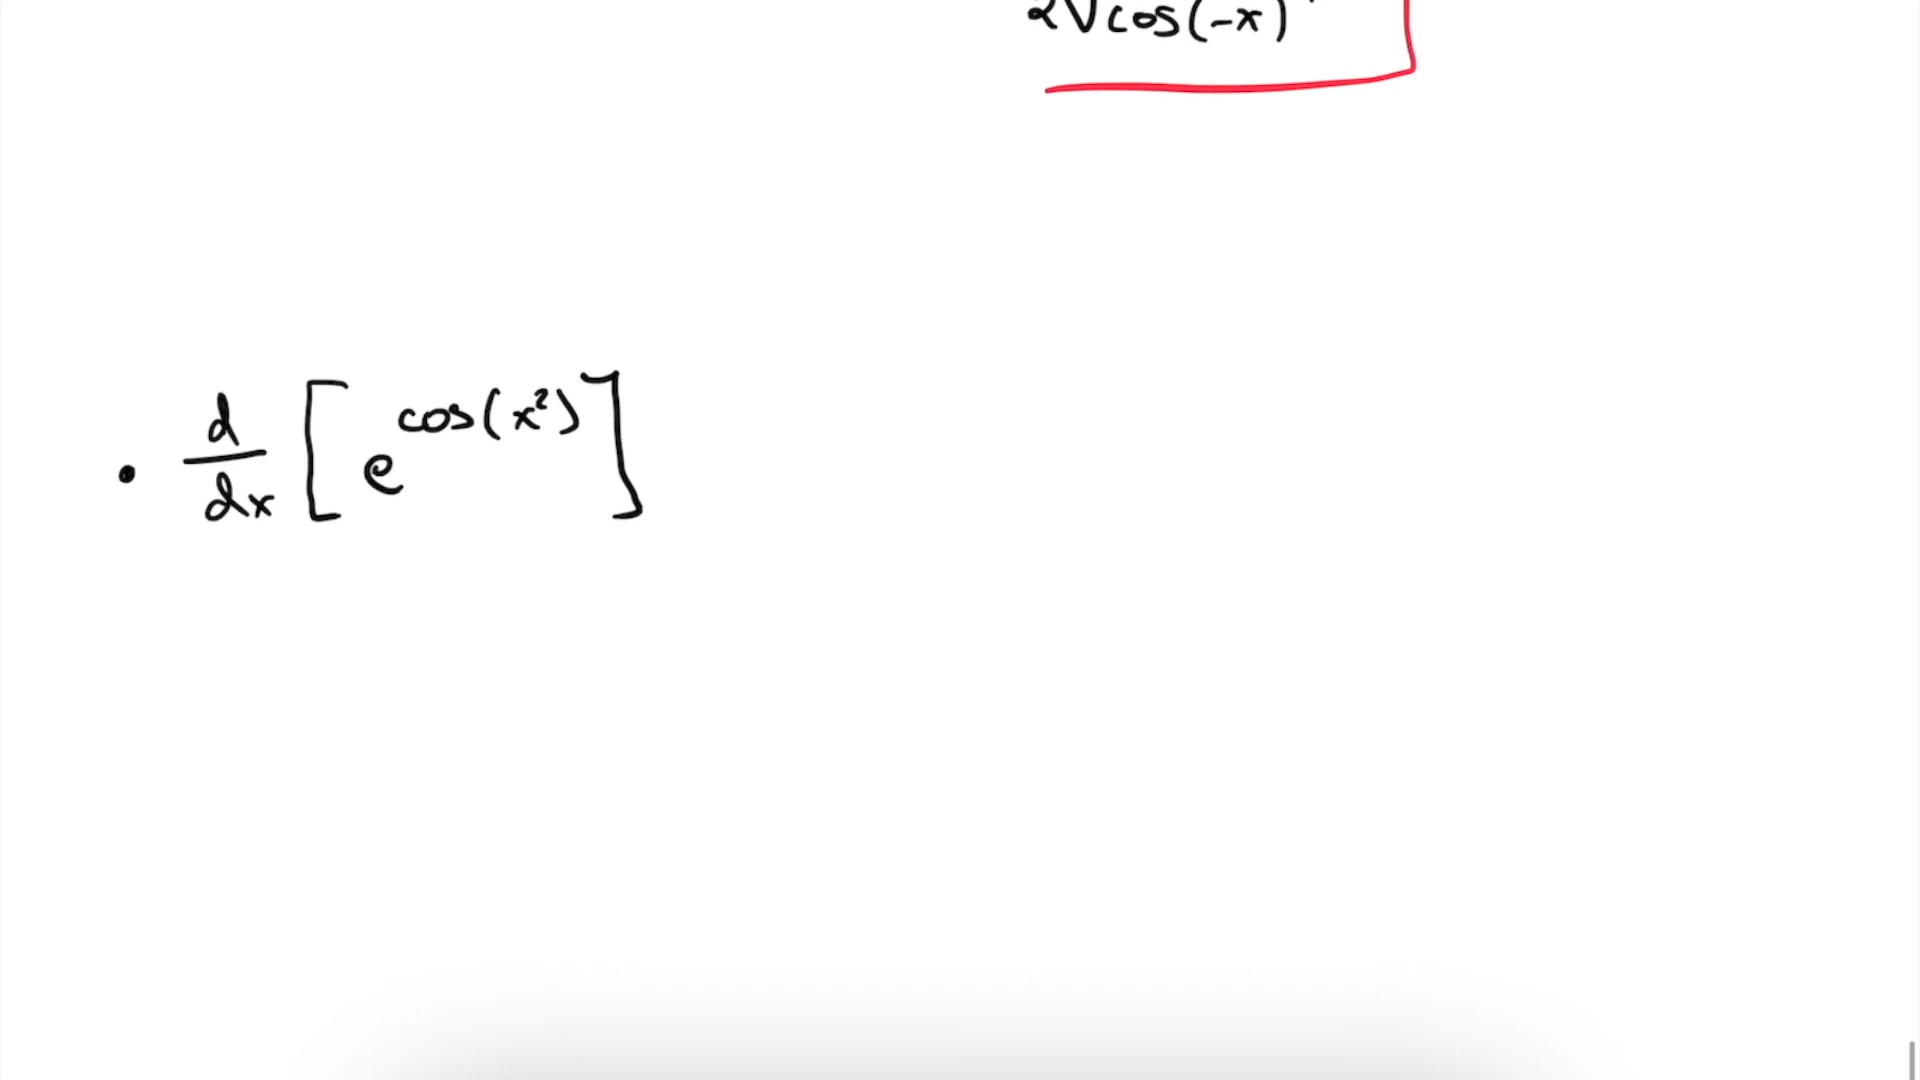 2√cos(-x)
• d/dx [e^cos(x²)]